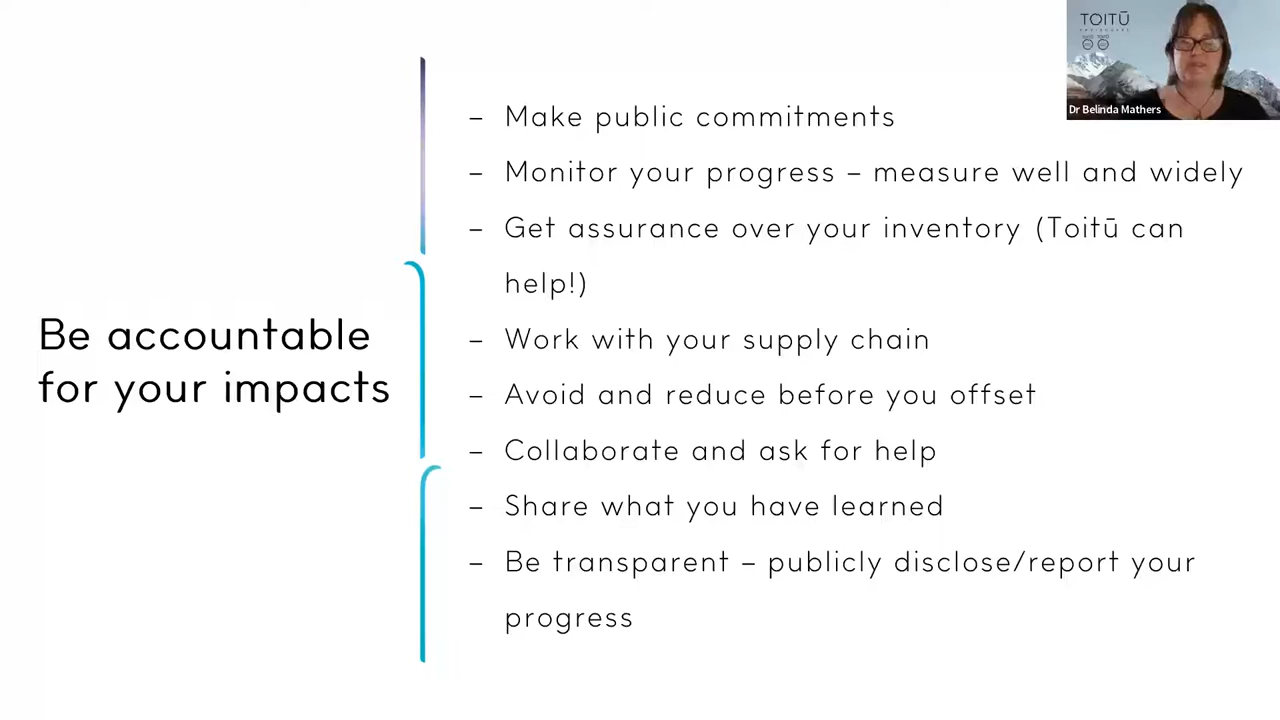 TOITŪ
Dr Belinda Mathers
Be accountable
for your impacts
– Make public commitments
– Monitor your progress – measure well and widely
– Get assurance over your inventory (Toitū can
help!)
– Work with your supply chain
– Avoid and reduce before you offset
– Collaborate and ask for help
– Share what you have learned
– Be transparent – publicly disclose/report your
progress